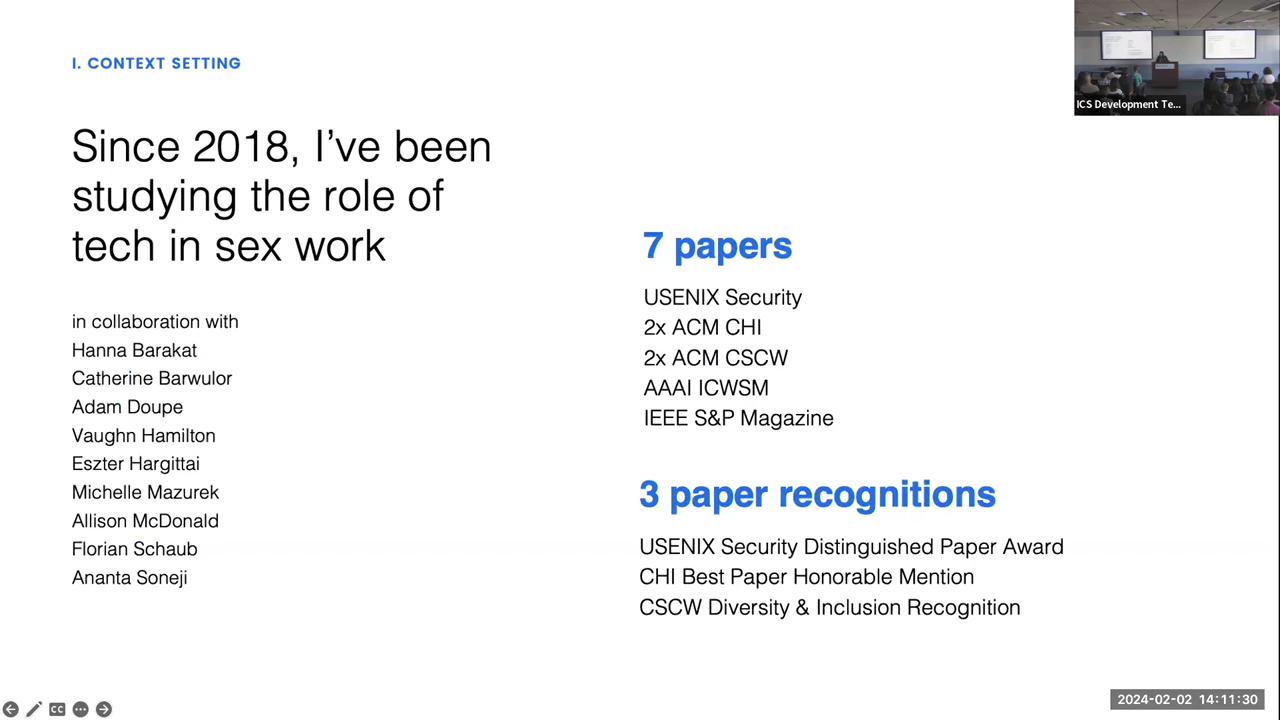 I. CONTEXT SETTING
Since 2018, I've been
studying the role of
tech in sex work
in collaboration with
Hanna Barakat
Catherine Barwulor
Adam Doupe
Vaughn Hamilton
Eszter Hargittai
Michelle Mazurek
Allison McDonald
Florian Schaub
Ananta Soneji
7 papers
USENIX Security
2x ACM CHI
2x ACM CSCW
AAAI ICWSM
IEEE S&P Magazine
3 paper recognitions
USENIX Security Distinguished Paper Award
CHI Best Paper Honorable Mention
CSCW Diversity & Inclusion Recognition
ICS Development Te...
CC
2024-02-02 14:11:30